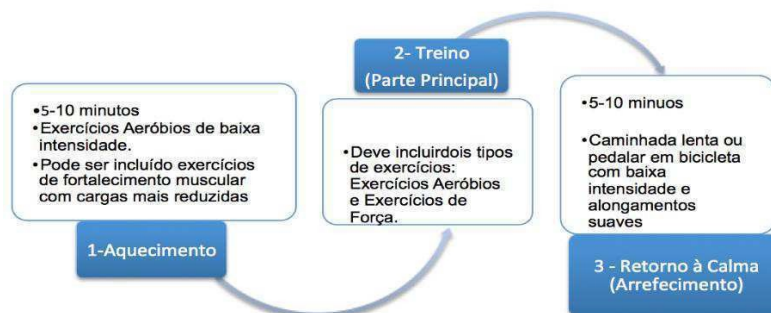 •5-10 minutos
•Exercícios Aeróbios de baixa
intensidade.
•Pode ser incluído exercícios
de fortalecimento muscular
com cargas mais reduzidas
1-Aquecimento
2- Treino
(Parte Principal)
•Deve incluirdois tipos
de exercícios:
Exercícios Aeróbios
e Exercícios de
Força.
•5-10 minuos
•Caminhada lenta ou
pedalar em bicicleta
com baixa
intensidade e
alongamentos
suaves
3 - Retorno à Calma
(Arrefecimento)